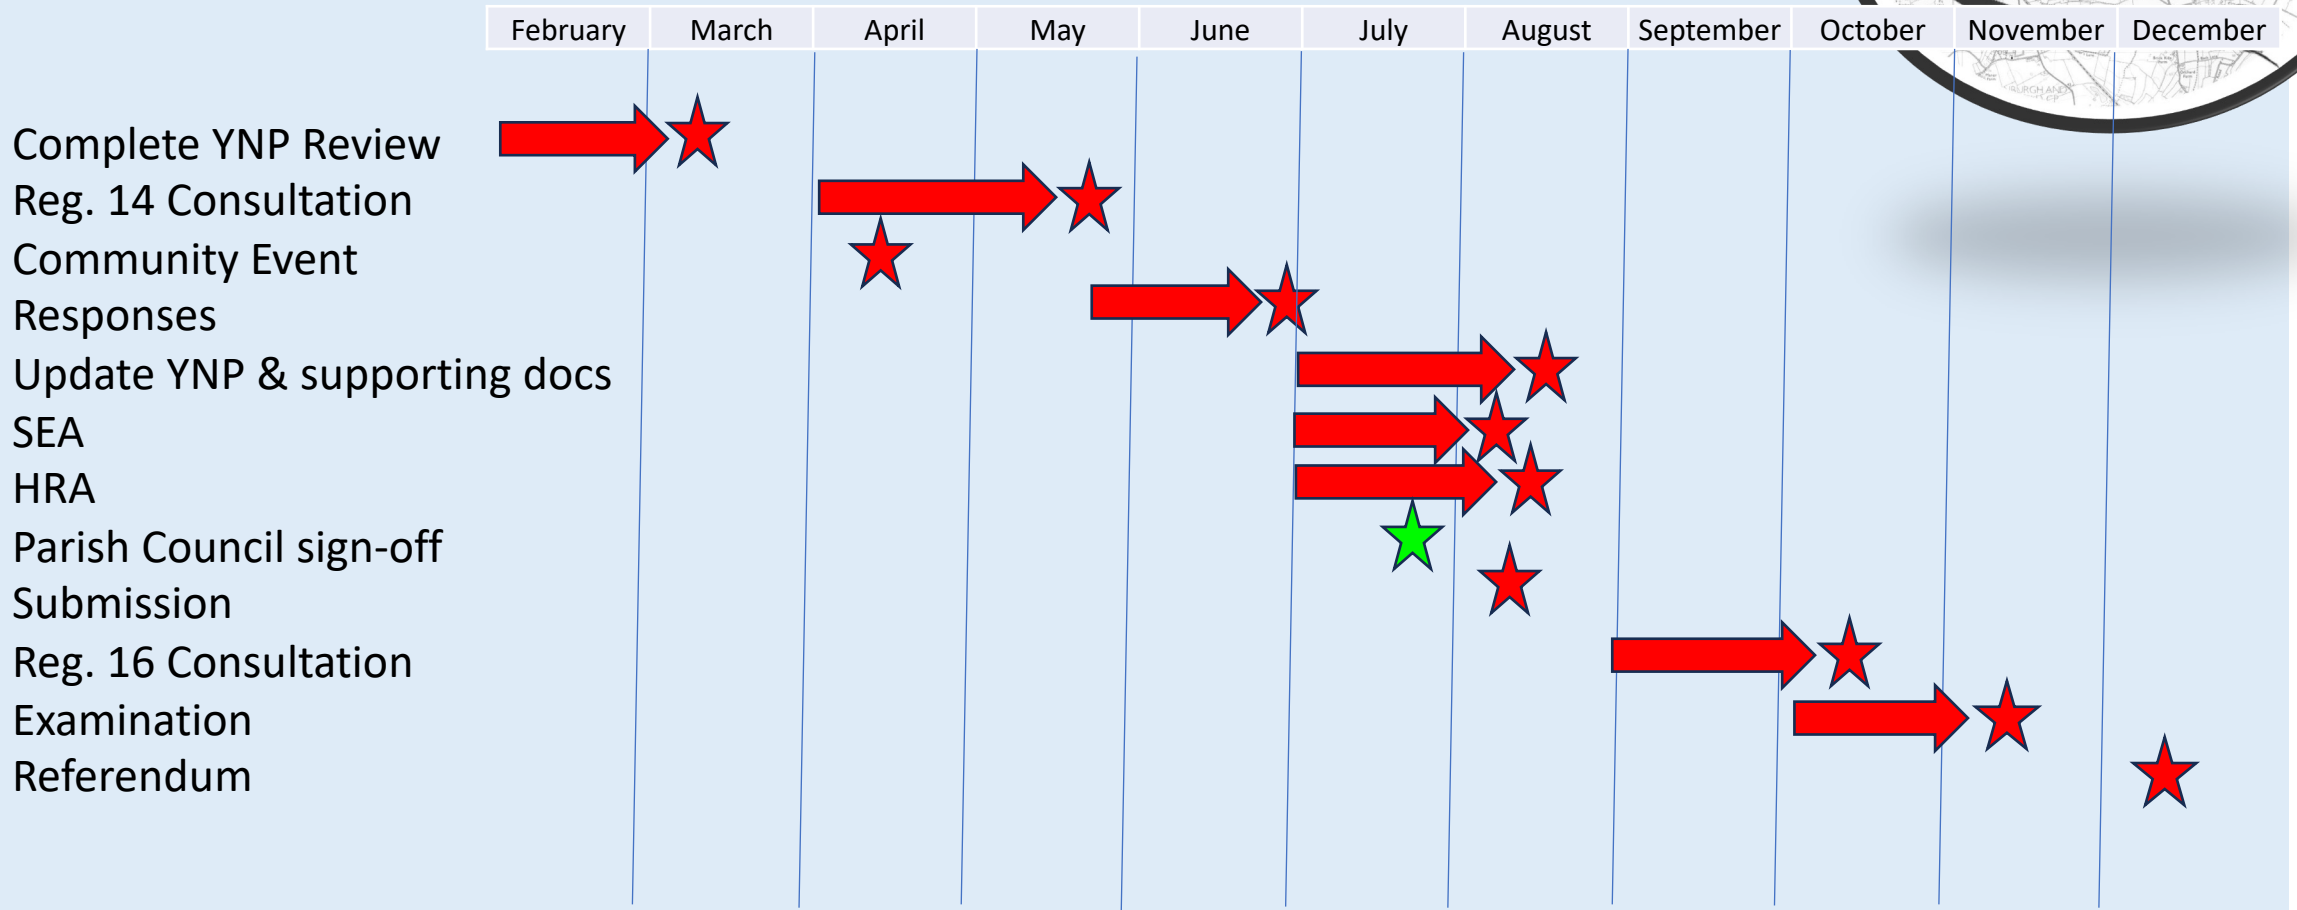 February March April May June July August September October November December
Complete YNP Review
Reg. 14 Consultation
Community Event
Responses
Update YNP & supporting docs
SEA
HRA
Parish Council sign-off
Submission
Reg. 16 Consultation
Examination
Referendum